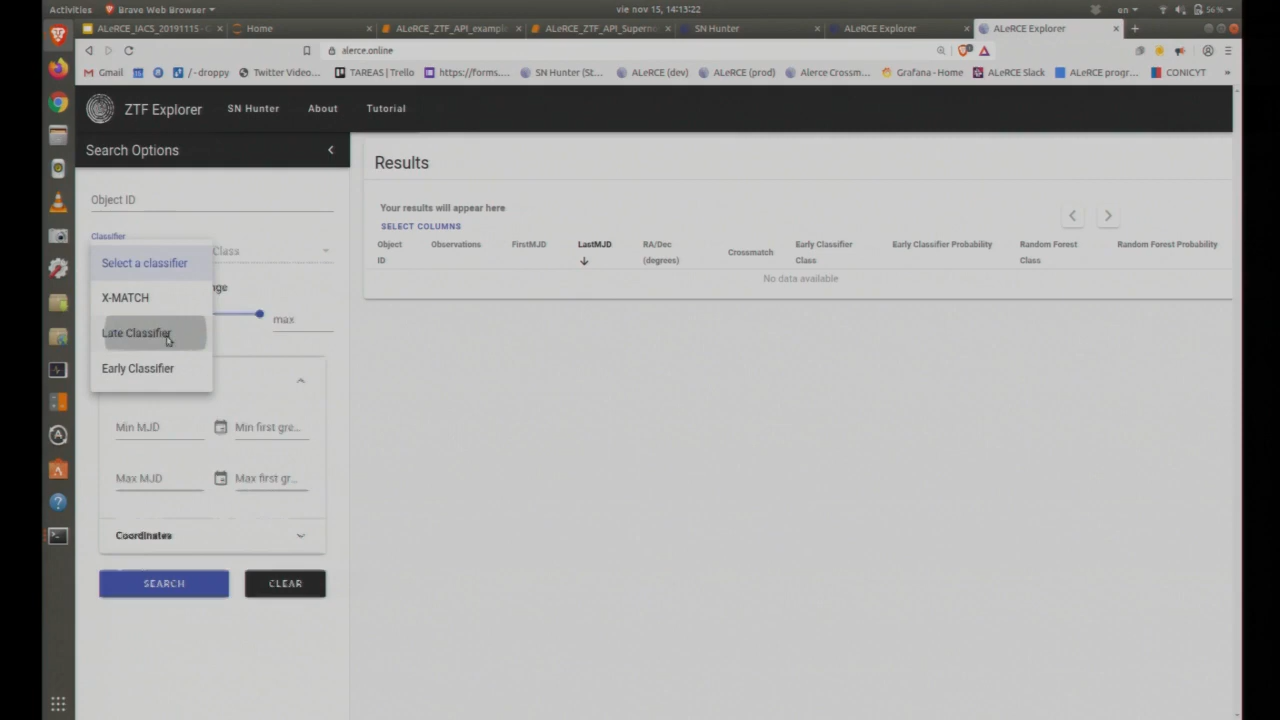 Activities
Brave Web Browser
vie nov 15, 14:13:22
en
56 %
ALeRCE_IACS_20191115-
Home
ALeRCE_ZTF_API_example
ALeRCE_ZTF_API_Superno
SN Hunter
ALeRCE Explorer
ALeRCE Explorer
alerce.online
Gmail
/-droppy
Twitter Video...
TAREAS | Trello
https://forms....
SN Hunter (St...
ALeRCE (dev)
ALeRCE (prod)
Alerce Crossm...
Grafana - Home
ALeRCE Slack
ALeRCE progr...
CONICYT
»
ZTF Explorer
SN Hunter
About
Tutorial
Search Options
Results
Object ID
Your results will appear here
SELECT COLUMNS
Classifier
Class
Select a classifier
X-MATCH
Late Classifier
Early Classifier
nge
max
Object ID
Observations
FirstMJD
LastMJD
RA/Dec (degrees)
Crossmatch
Early Classifier Class
Early Classifier Probability
Random Forest Class
Random Forest Probability
No data available
Min MJD
Min first gre...
Max MJD
Max first gr...
Coordinates
SEARCH
CLEAR